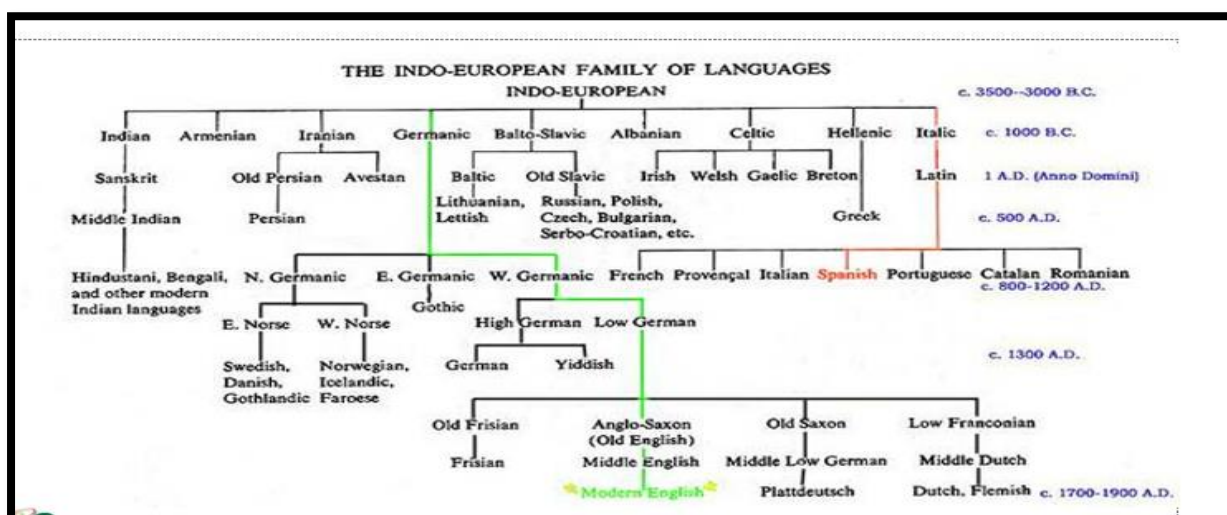 THE INDO-EUROPEAN FAMILY OF LANGUAGES
INDO-EUROPEAN
c. 3500--3000 B.C.
Indian Armenian Iranian Germanic Balto-Slavic Albanian Celtic Hellenic Italic c. 1000 B.C.
Sanskrit Old Persian Avestan Baltic Old Slavic Irish Welsh Gaelic Breton Latin 1 A.D. (Anno Domini)
Middle Indian Persian Lithuanian, Russian, Polish, Greek c. 500 A.D.
Lettish Czech, Bulgarian,
Serbo-Croatian, etc.
Hindustani, Bengali, N. Germanic E. Germanic W. Germanic French Provençal Italian Spanish Portuguese Catalan Romanian
and other modern c. 800-1200 A.D.
Indian languages Gothic
E. Norse W. Norse High German Low German
c. 1300 A.D.
Swedish, Norwegian, German Yiddish
Danish, Icelandic,
Gothlandic Faroese
Old Frisian Anglo-Saxon Old Saxon Low Franconian
(Old English)
Frisian Middle English Middle Low German Middle Dutch
Modern English Plattdeutsch Dutch, Flemish c. 1700-1900 A.D.